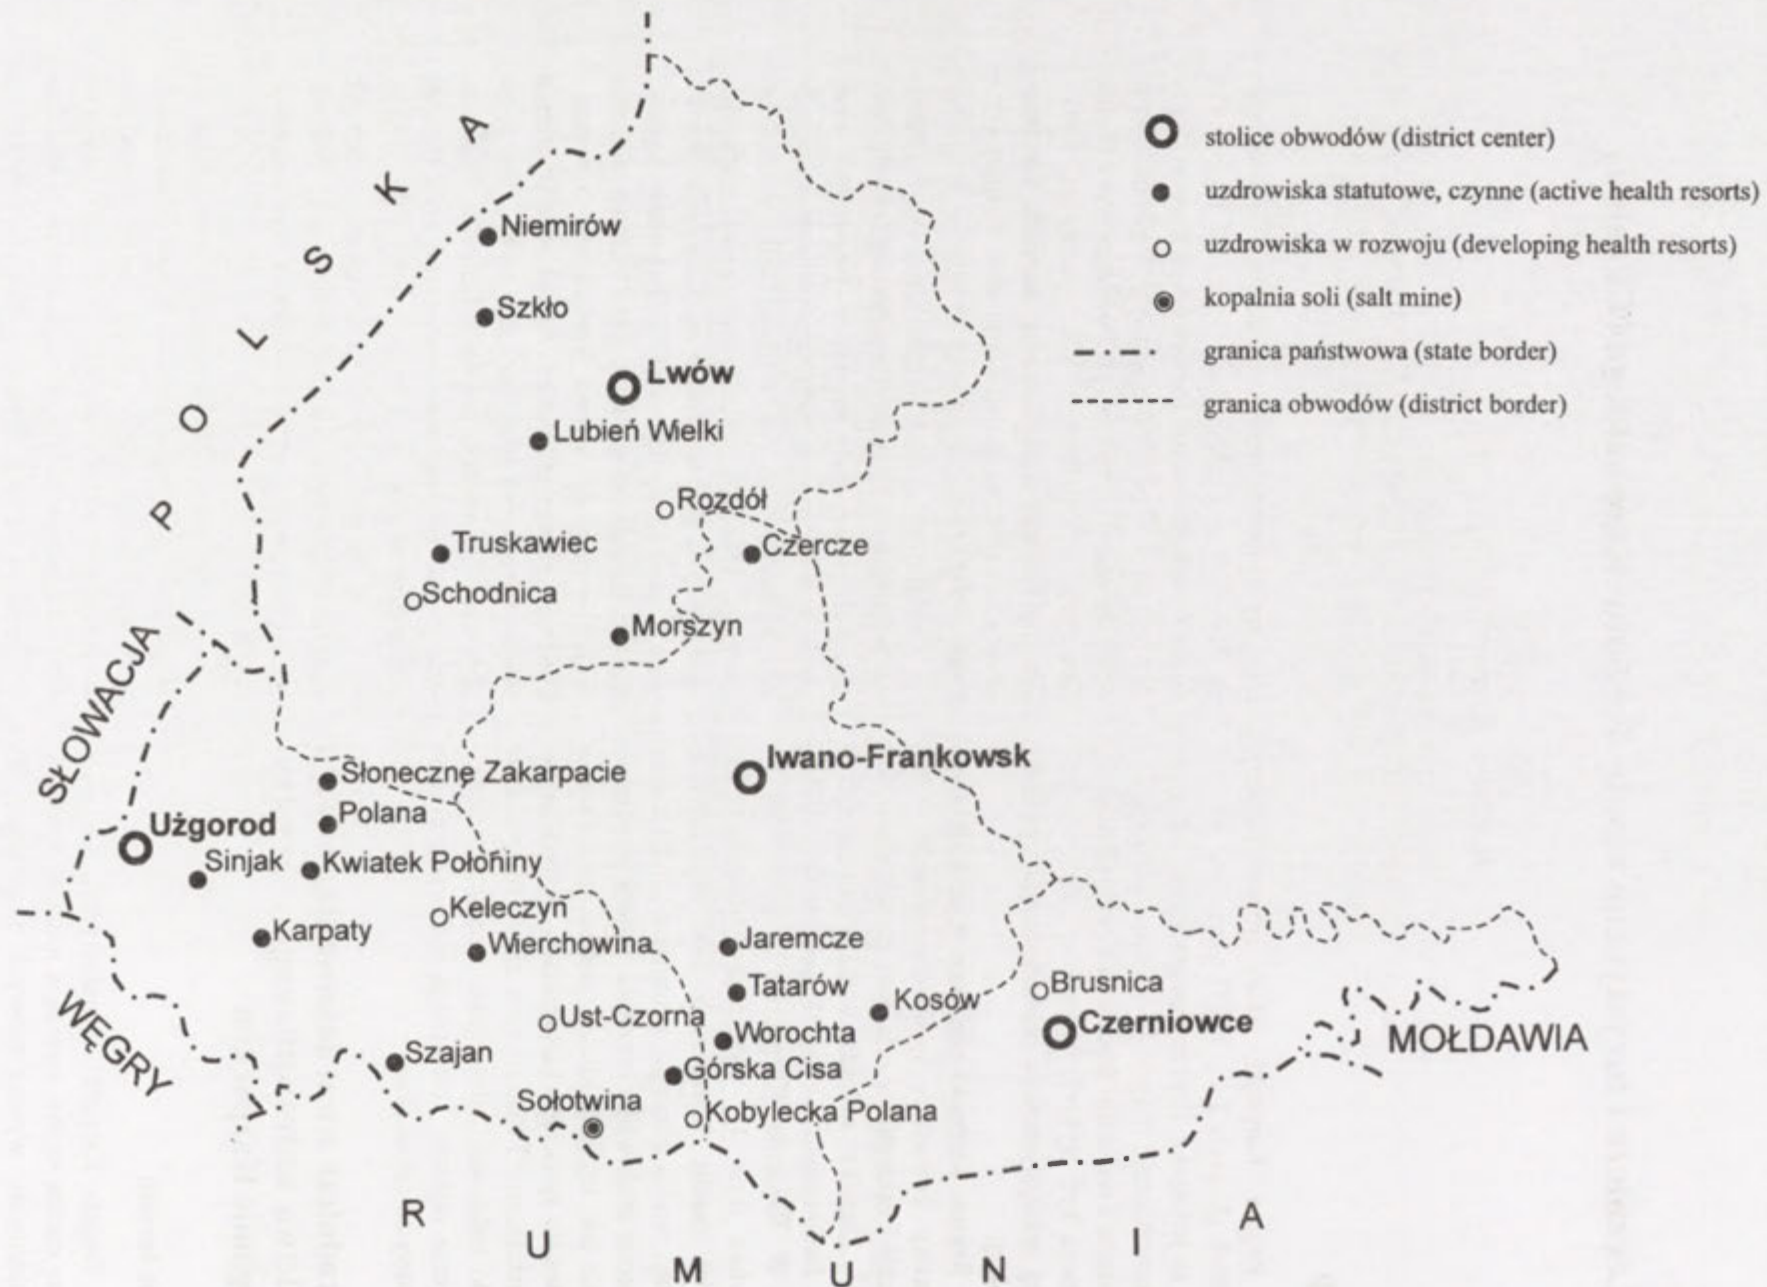 stolice obwodów (district center)
uzdrowiska statutowe, czynne (active health resorts)
uzdrowiska w rozwoju (developing health resorts)
kopalnia soli (salt mine)
granica państwowa (state border)
granica obwodów (district border)
POLSKA
Niemirów
Szkło
Lwów
Lubień Wielki
Rozdół
Truskawiec
Czercze
Schodnica
Morszyn
SŁOWACJA
Iwano-Frankowsk
Słoneczne Zakarpacie
Polana
Użgorod
Sinjak
Kwiatek Połoniny
Keleczyn
Karpaty
Wierchowina
Jaremcze
Tatarów
Kosów
Brusnica
WĘGRY
Ust-Czorna
Worochta
Czerniowce
MOŁDAWIA
Szajan
Górska Cisa
Sołotwina
Kobylecka Polana
RUMUNIA